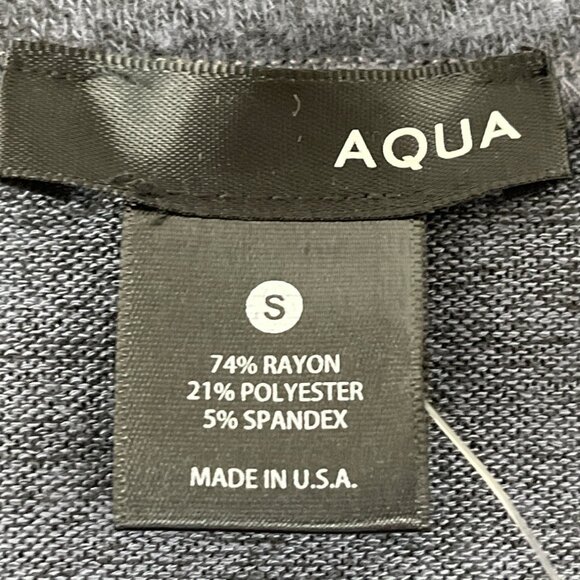 AQUA
S
74% RAYON
21% POLYESTER
5% SPANDEX
MADE IN U.S.A.